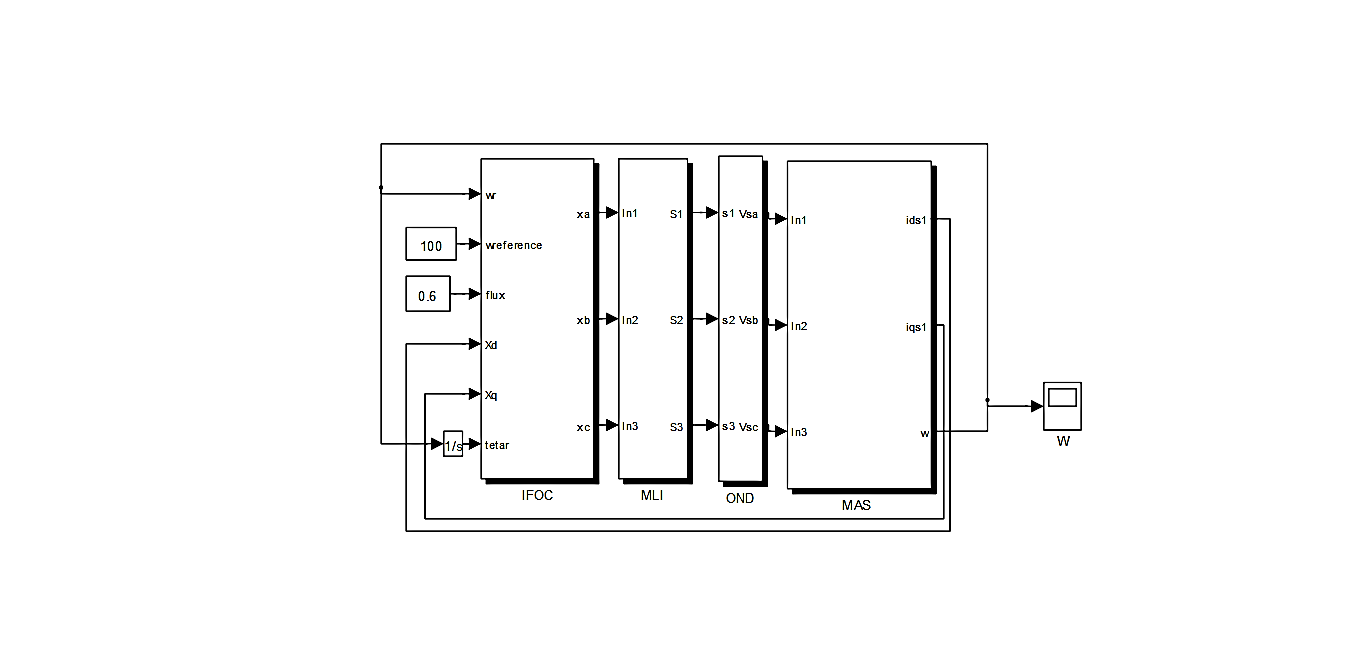 wr
100
wreference
0.6
flux
Xd
Xq
1/s
tetar
xa
xb
xc
IFOC
In1
In2
In3
S1
S2
S3
MLI
s1 Vsa
s2 Vsb
s3 Vsc
OND
In1
In2
In3
ids1
iqs1
w
MAS
W